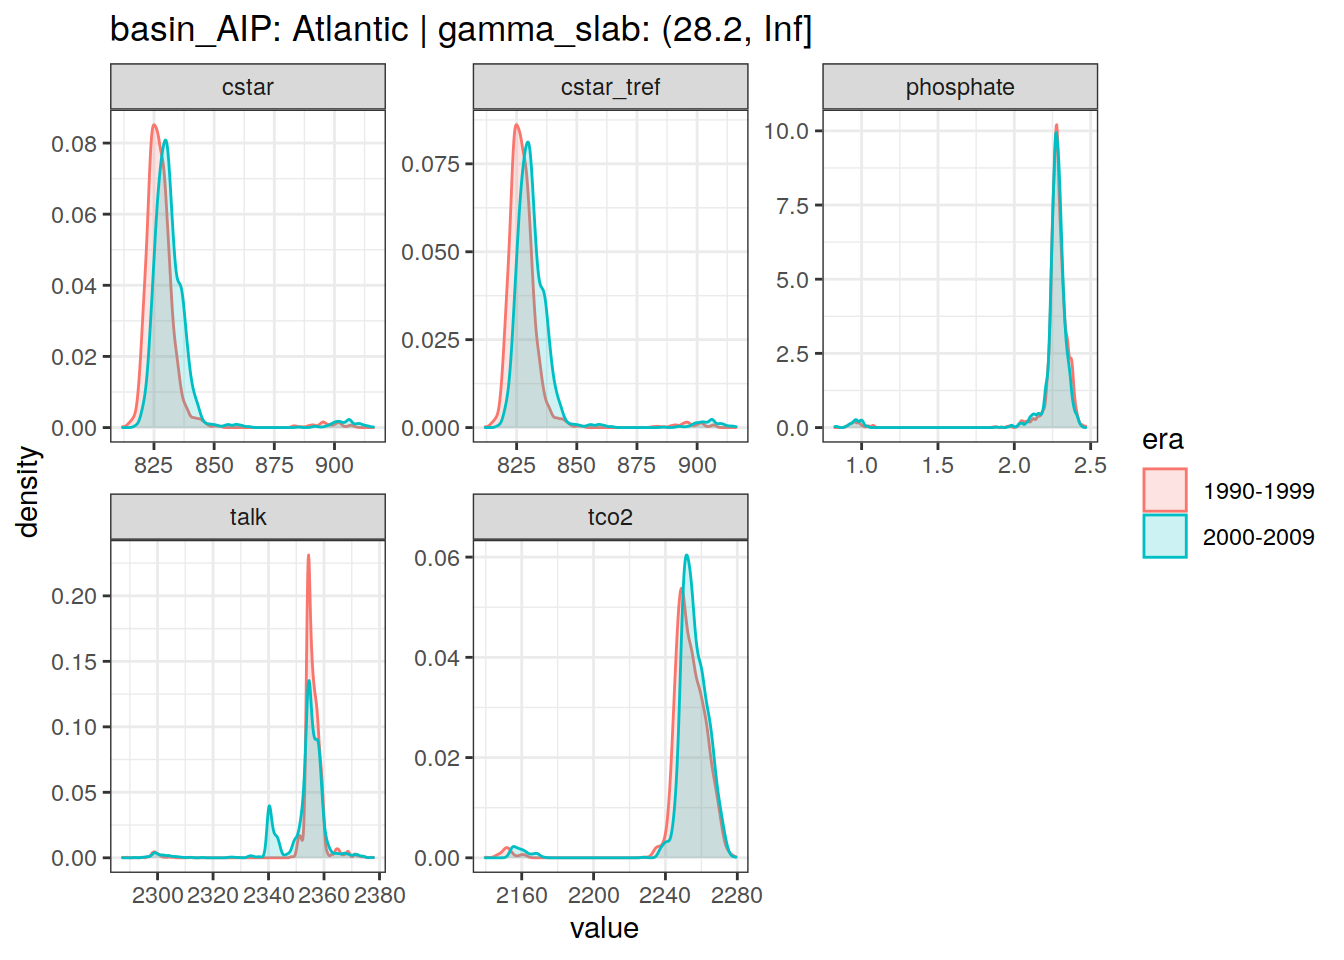 basin_AIP: Atlantic | gamma_slab: (28.2, Inf]
cstar
cstar_tref
phosphate
0.08
0.06
0.04
0.02
0.00
825 850 875 900
0.075
0.050
0.025
0.000
825 850 875 900
10.0
7.5
5.0
2.5
0.0
1.0 1.5 2.0 2.5
talk
tco2
0.20
0.15
0.10
0.05
0.00
2300 2320 2340 2360 2380
0.06
0.04
0.02
0.00
2160 2200 2240 2280
density
value
era
1990-1999
2000-2009